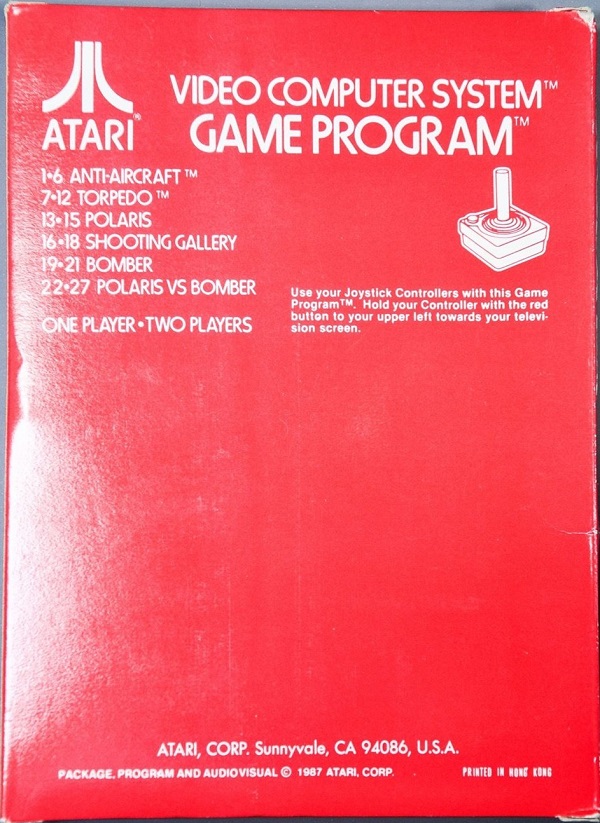 ATARI®
VIDEO COMPUTER SYSTEM™
GAME PROGRAM™
1•6 ANTI-AIRCRAFT™
7•12 TORPEDO™
13•15 POLARIS
16•18 SHOOTING GALLERY
19•21 BOMBER
22•27 POLARIS VS BOMBER
ONE PLAYER•TWO PLAYERS
Use your Joystick Controllers with this Game
Program™. Hold your Controller with the red
button to your upper left towards your televi-
sion screen.
ATARI, CORP. Sunnyvale, CA 94086, U.S.A.
PACKAGE, PROGRAM AND AUDIOVISUAL © 1987 ATARI, CORP.
PRINTED IN HONG KONG